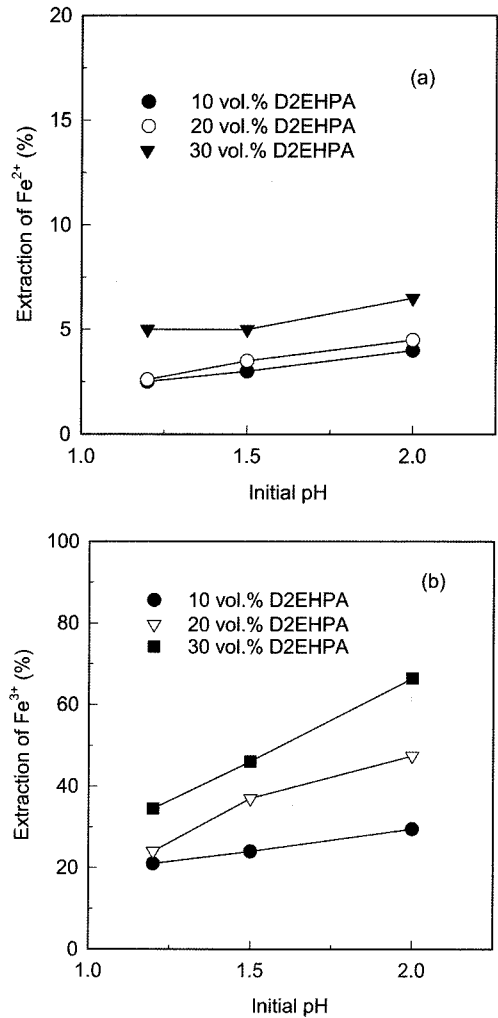 20
(a)
10 vol.% D2EHPA
20 vol.% D2EHPA
30 vol.% D2EHPA
15
10
5
0
Extraction of Fe²⁺ (%)
1.0 1.5 2.0
Initial pH
100
(b)
10 vol.% D2EHPA
20 vol.% D2EHPA
30 vol.% D2EHPA
80
60
40
20
0
Extraction of Fe³⁺ (%)
1.0 1.5 2.0
Initial pH